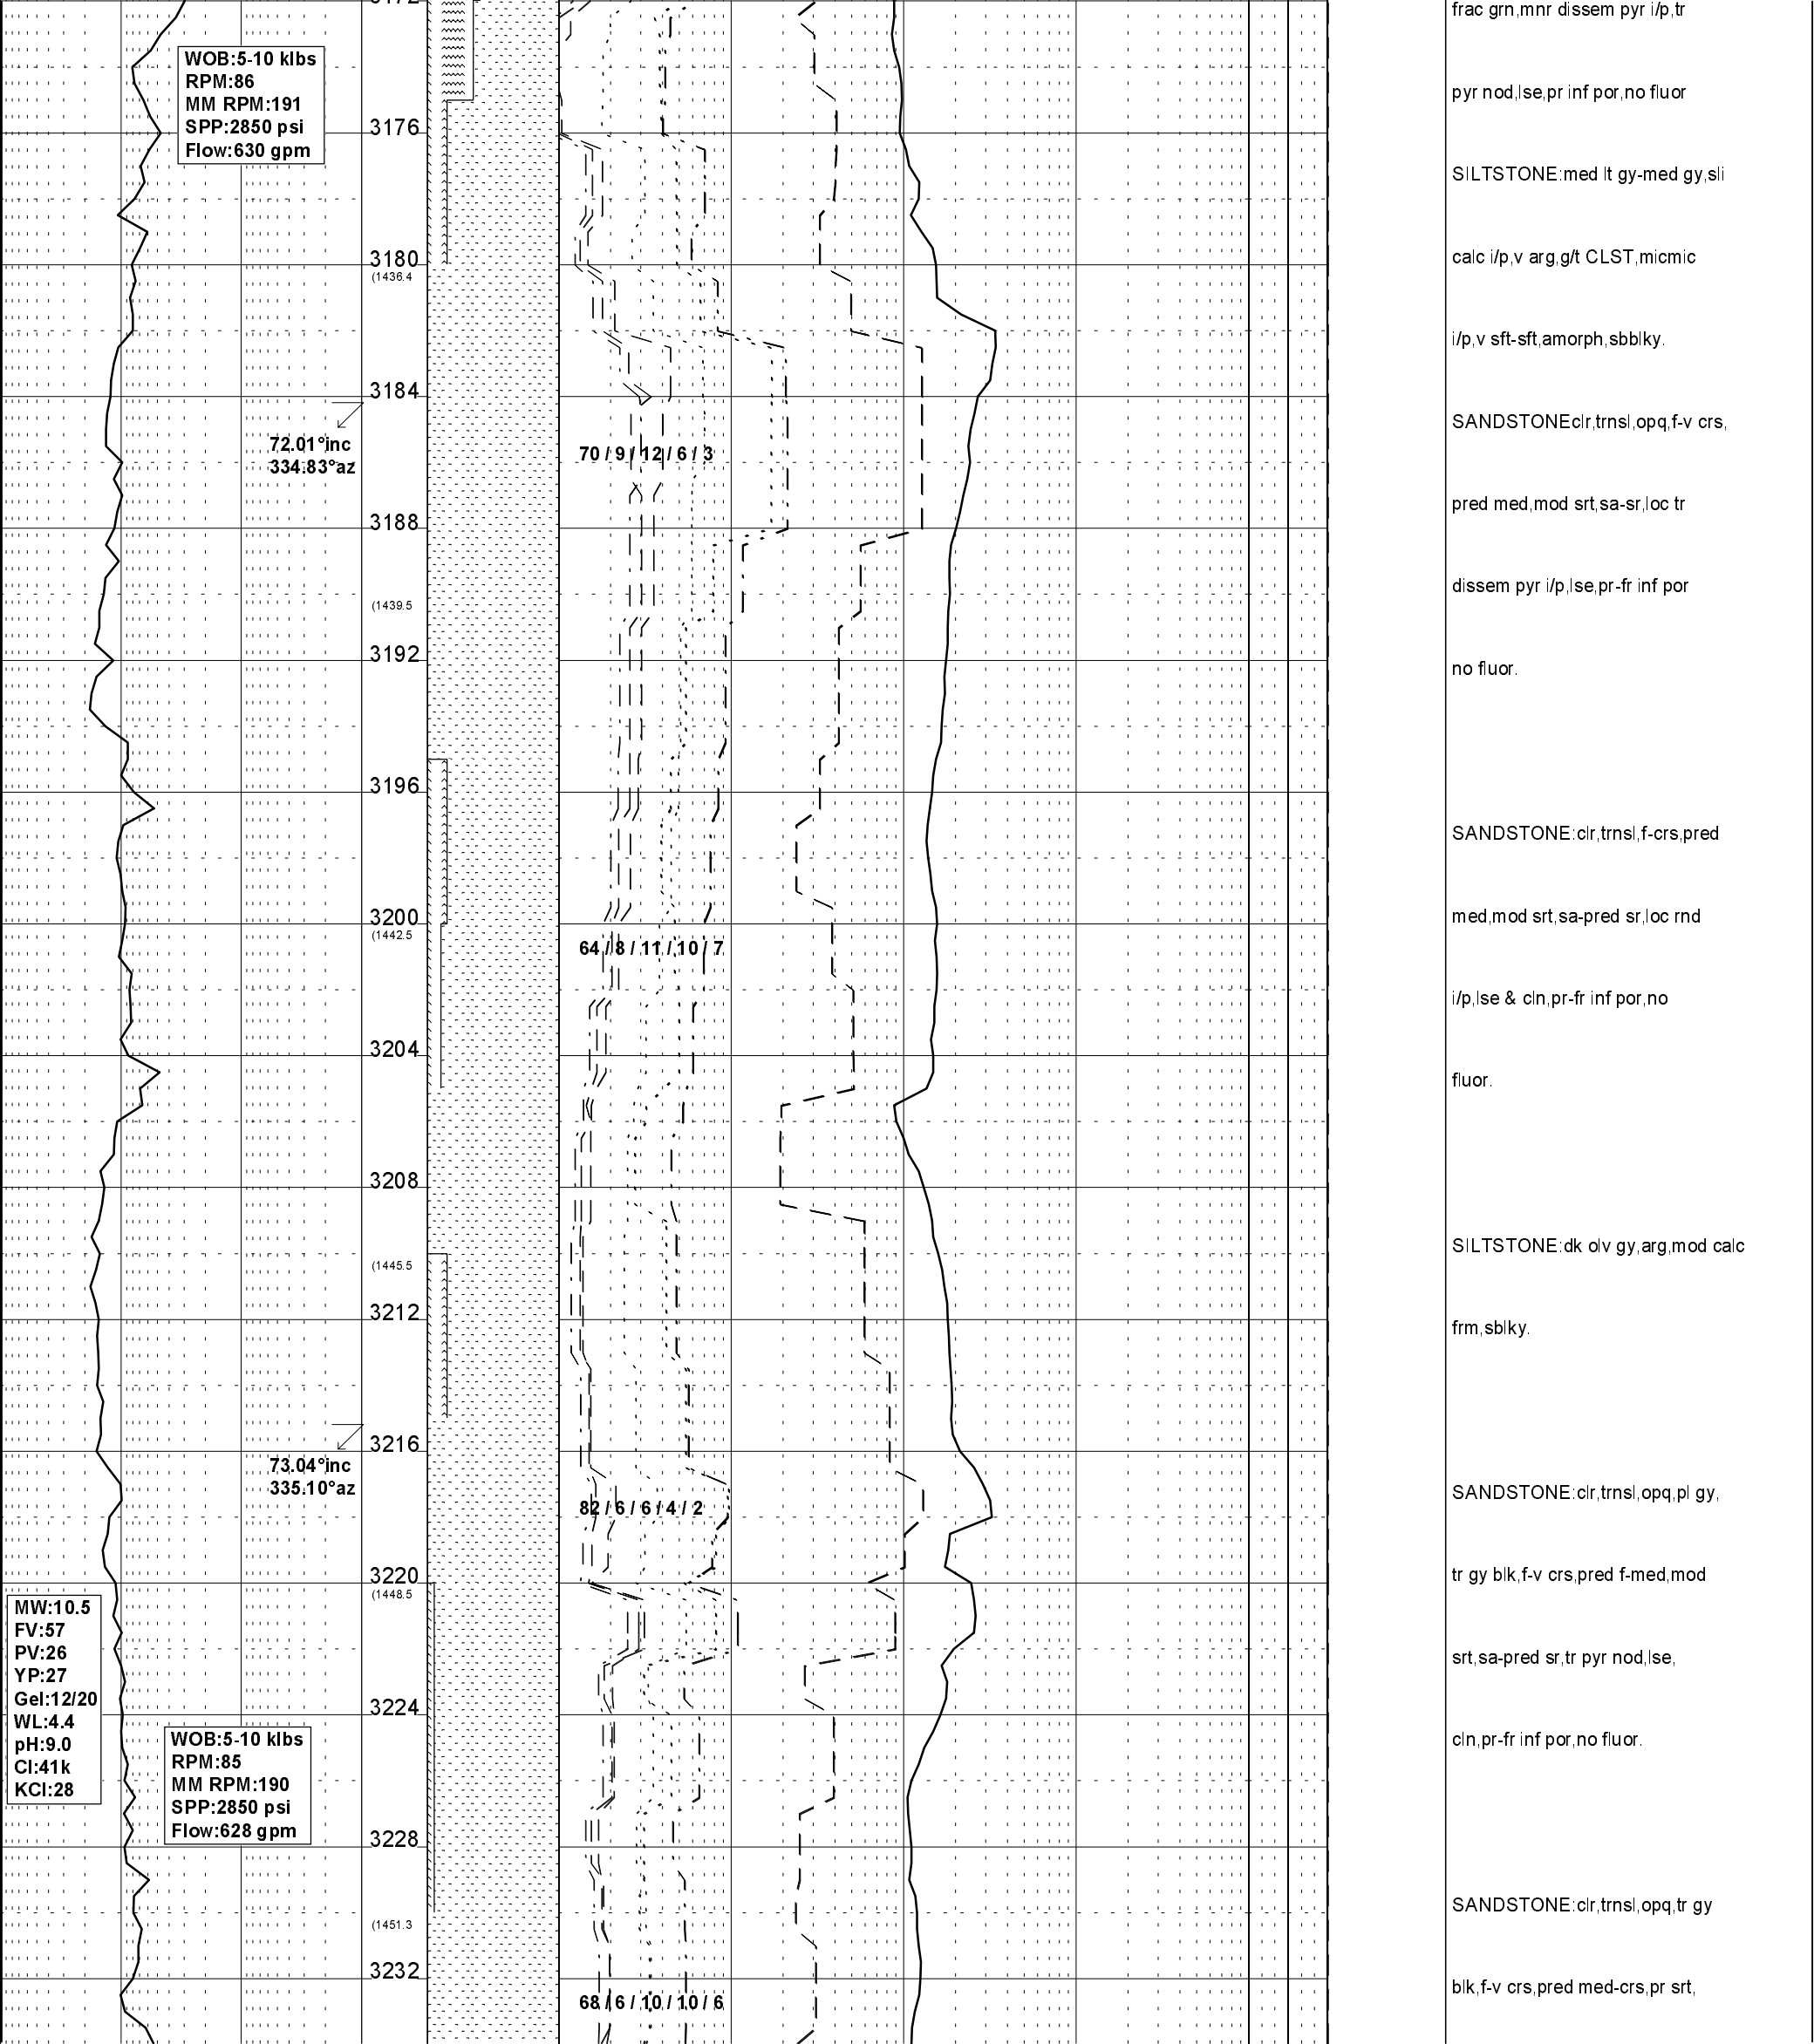 3172
frac grn,mnr dissem pyr i/p,tr
WOB:5-10 klbs
RPM:86
MM RPM:191
SPP:2850 psi
Flow:630 gpm
pyr nod,lse,pr inf por,no fluor
3176
SILTSTONE:med lt gy-med gy,sli
3180
(1436.4
calc i/p,v arg,g/t CLST,micmic
i/p,v sft-sft,amorph,sbblky.
3184
72.01°inc
334.83°az
70 / 9 / 12 / 6 / 3
SANDSTONEclr,trnsl,opq,f-v crs,
pred med,mod srt,sa-sr,loc tr
3188
dissem pyr i/p,lse,pr-fr inf por
(1439.5
3192
no fluor.
3196
SANDSTONE:clr,trnsl,f-crs,pred
3200
(1442.5
64 / 8 / 11 / 10 / 7
med,mod srt,sa-pred sr,loc rnd
i/p,lse & cln,pr-fr inf por,no
3204
fluor.
3208
SILTSTONE:dk olv gy,arg,mod calc
(1445.5
3212
frm,sblky.
3216
73.04°inc
335.10°az
82 / 6 / 6 / 4 / 2
SANDSTONE:clr,trnsl,opq,pl gy,
tr gy blk,f-v crs,pred f-med,mod
3220
(1448.5
MW:10.5
FV:57
PV:26
YP:27
Gel:12/20
WL:4.4
pH:9.0
Cl:41k
KCl:28
srt,sa-pred sr,tr pyr nod,lse,
3224
WOB:5-10 klbs
RPM:85
MM RPM:190
SPP:2850 psi
Flow:628 gpm
cln,pr-fr inf por,no fluor.
3228
SANDSTONE:clr,trnsl,opq,tr gy
(1451.3
3232
68 / 6 / 10 / 10 / 6
blk,f-v crs,pred med-crs,pr srt,